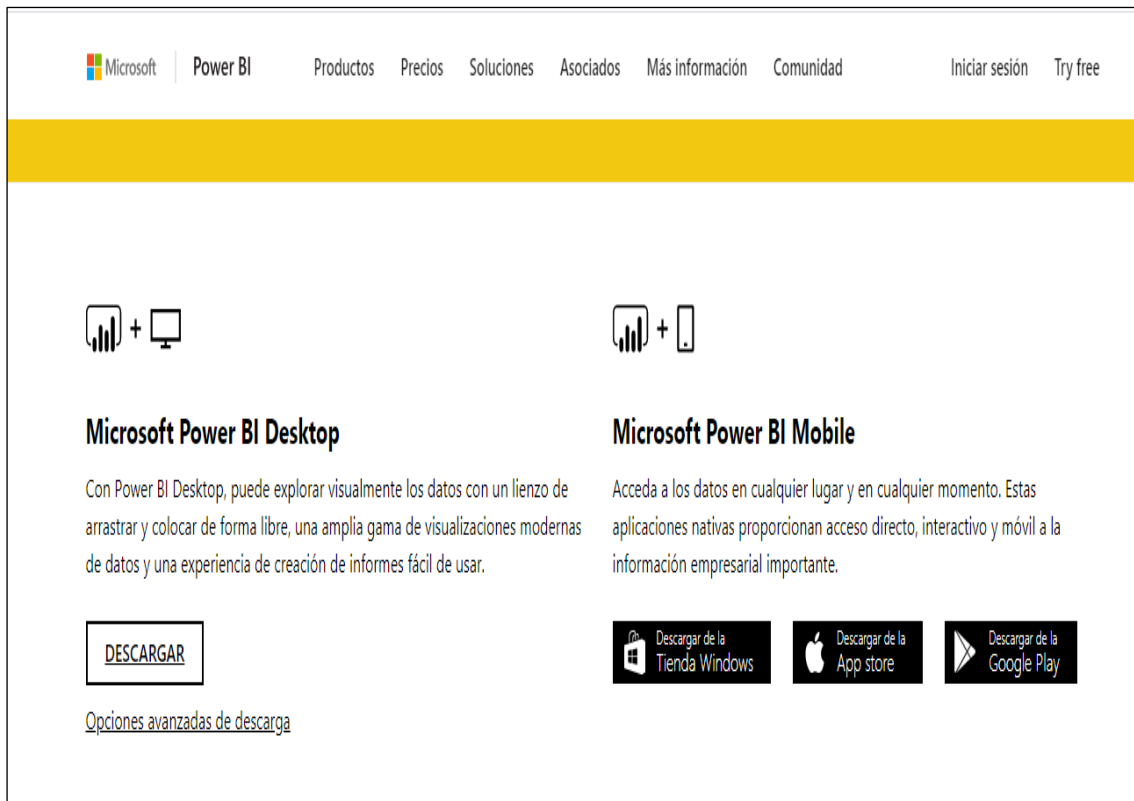 Microsoft Power BI Productos Precios Soluciones Asociados Más información Comunidad Iniciar sesión Try free
Microsoft Power BI Desktop
Con Power BI Desktop, puede explorar visualmente los datos con un lienzo de
arrastrar y colocar de forma libre, una amplia gama de visualizaciones modernas
de datos y una experiencia de creación de informes fácil de usar.
DESCARGAR
Opciones avanzadas de descarga
Microsoft Power BI Mobile
Acceda a los datos en cualquier lugar y en cualquier momento. Estas
aplicaciones nativas proporcionan acceso directo, interactivo y móvil a la
información empresarial importante.
Descargar de la
Tienda Windows
Descargar de la
App store
Descargar de la
Google Play